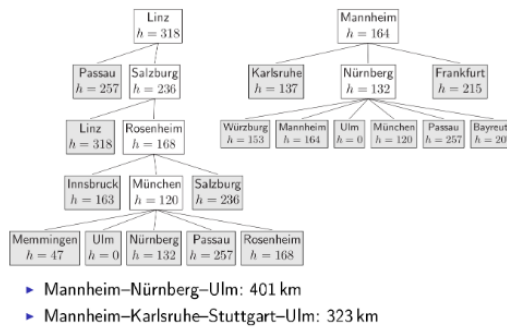 Linz
h = 318
Passau
h = 257
Salzburg
h = 236
Linz
h = 318
Rosenheim
h = 168
Innsbruck
h = 163
München
h = 120
Salzburg
h = 236
Memmingen
h = 47
Ulm
h = 0
Nürnberg
h = 132
Passau
h = 257
Rosenheim
h = 168
Mannheim
h = 164
Karlsruhe
h = 137
Nürnberg
h = 132
Frankfurt
h = 215
Würzburg
h = 153
Mannheim
h = 164
Ulm
h = 0
München
h = 120
Passau
h = 257
Bayreut
h = 20
► Mannheim–Nürnberg–Ulm: 401 km
► Mannheim–Karlsruhe–Stuttgart–Ulm: 323 km